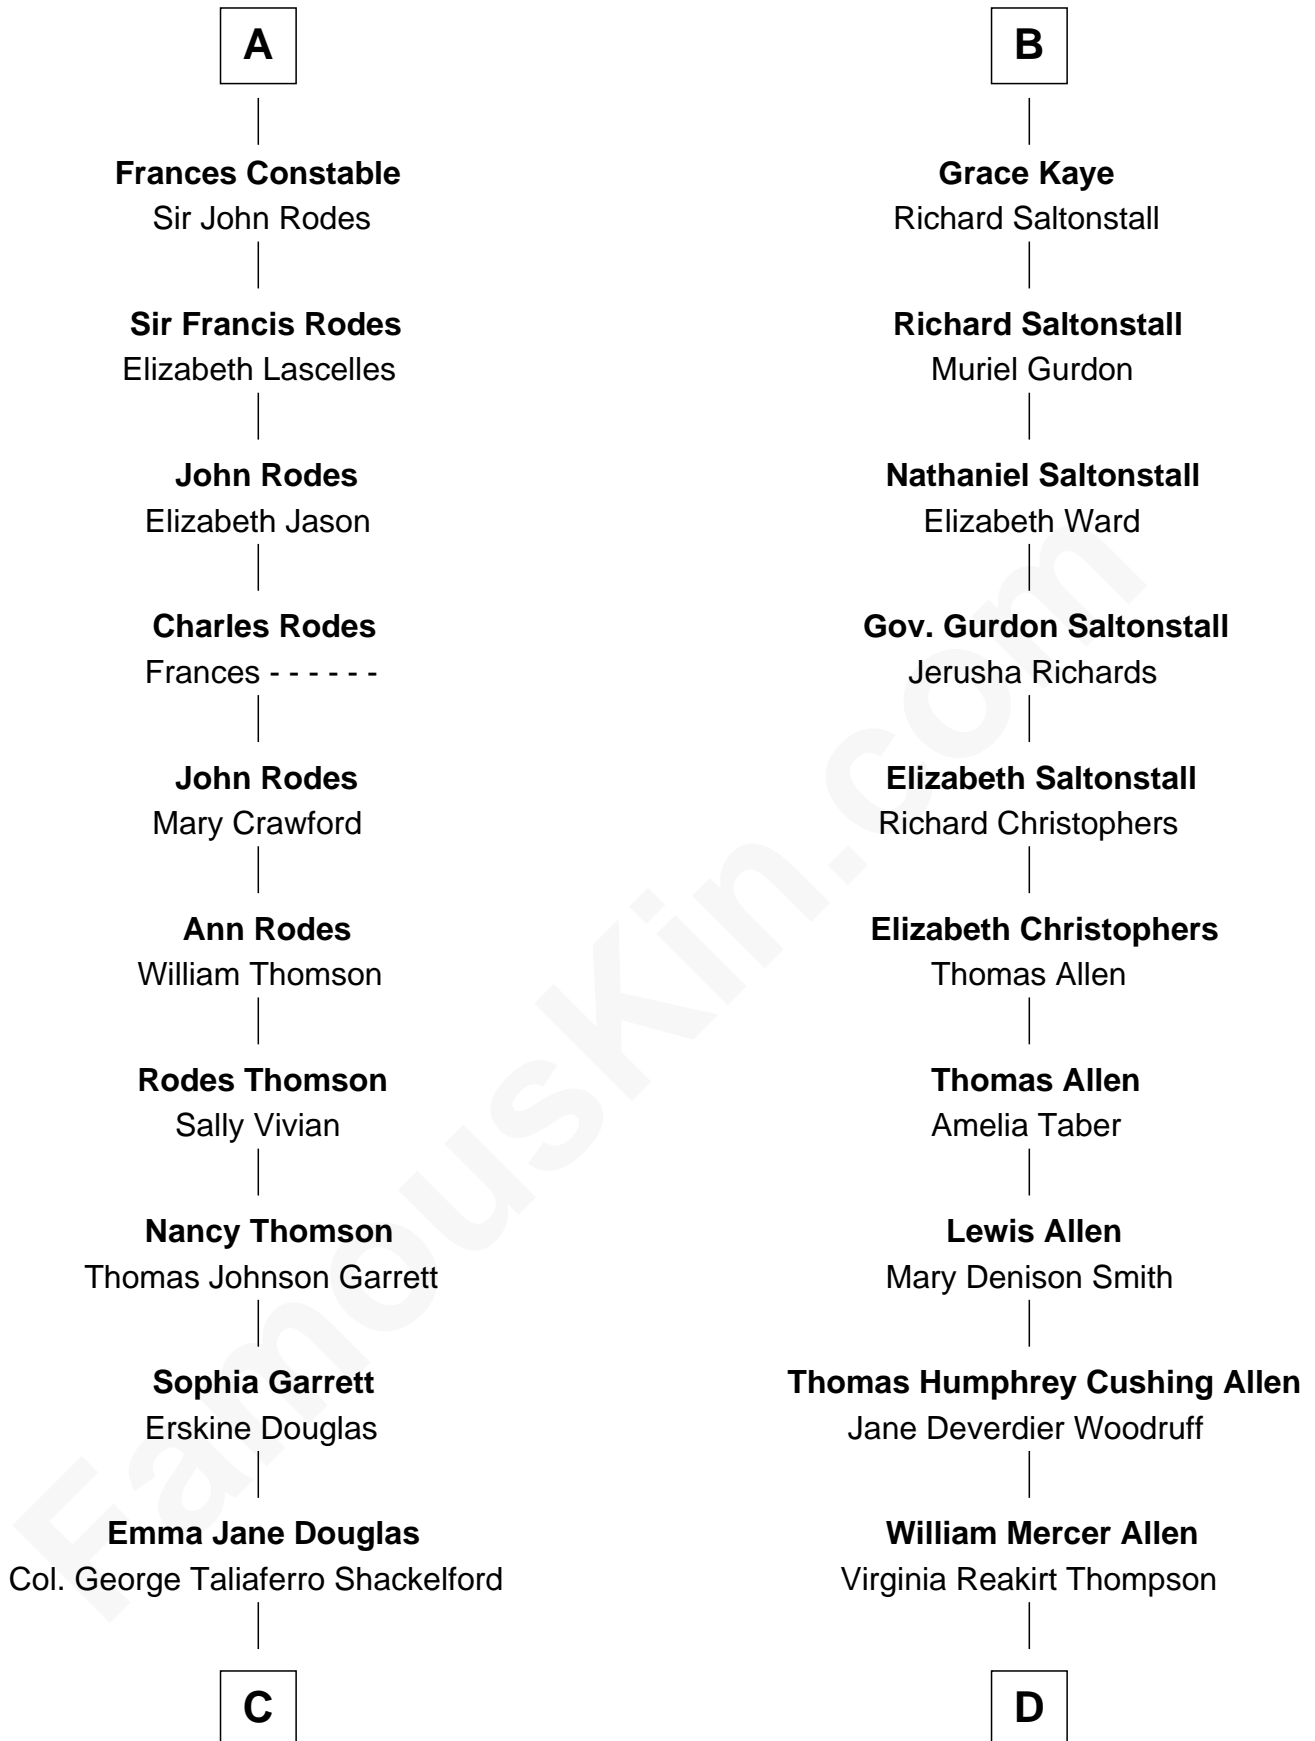 A
Frances Constable
Sir John Rodes
Sir Francis Rodes
Elizabeth Lascelles
John Rodes
Elizabeth Jason
Charles Rodes
Frances - - - - - -
John Rodes
Mary Crawford
Ann Rodes
William Thomson
Rodes Thomson
Sally Vivian
Nancy Thomson
Thomas Johnson Garrett
Sophia Garrett
Erskine Douglas
Emma Jane Douglas
Col. George Taliaferro Shackelford
C
B
Grace Kaye
Richard Saltonstall
Richard Saltonstall
Muriel Gurdon
Nathaniel Saltonstall
Elizabeth Ward
Gov. Gurdon Saltonstall
Jerusha Richards
Elizabeth Saltonstall
Richard Christophers
Elizabeth Christophers
Thomas Allen
Thomas Allen
Amelia Taber
Lewis Allen
Mary Denison Smith
Thomas Humphrey Cushing Allen
Jane Deverdier Woodruff
William Mercer Allen
Virginia Reakirt Thompson
D
FamousKin.com